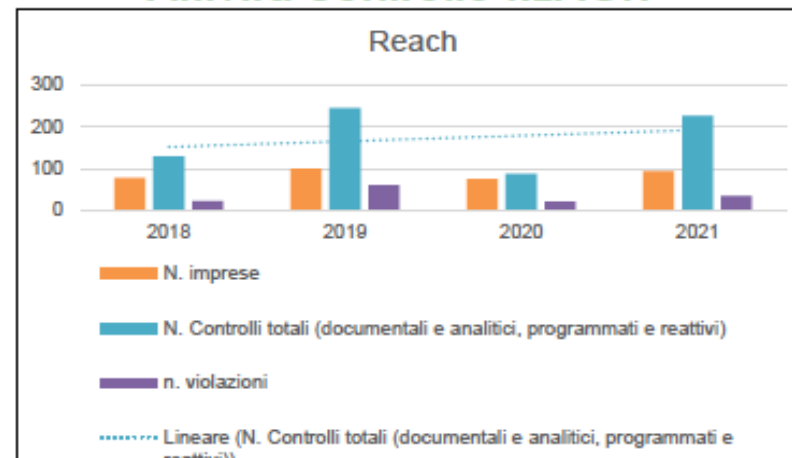 Reach
300
200
100
0
2018 2019 2020 2021
N. imprese
N. Controlli totali (documentali e analitici, programmati e reattivi)
n. violazioni
Lineare (N. Controlli totali (documentali e analitici, programmati e
reattivi))